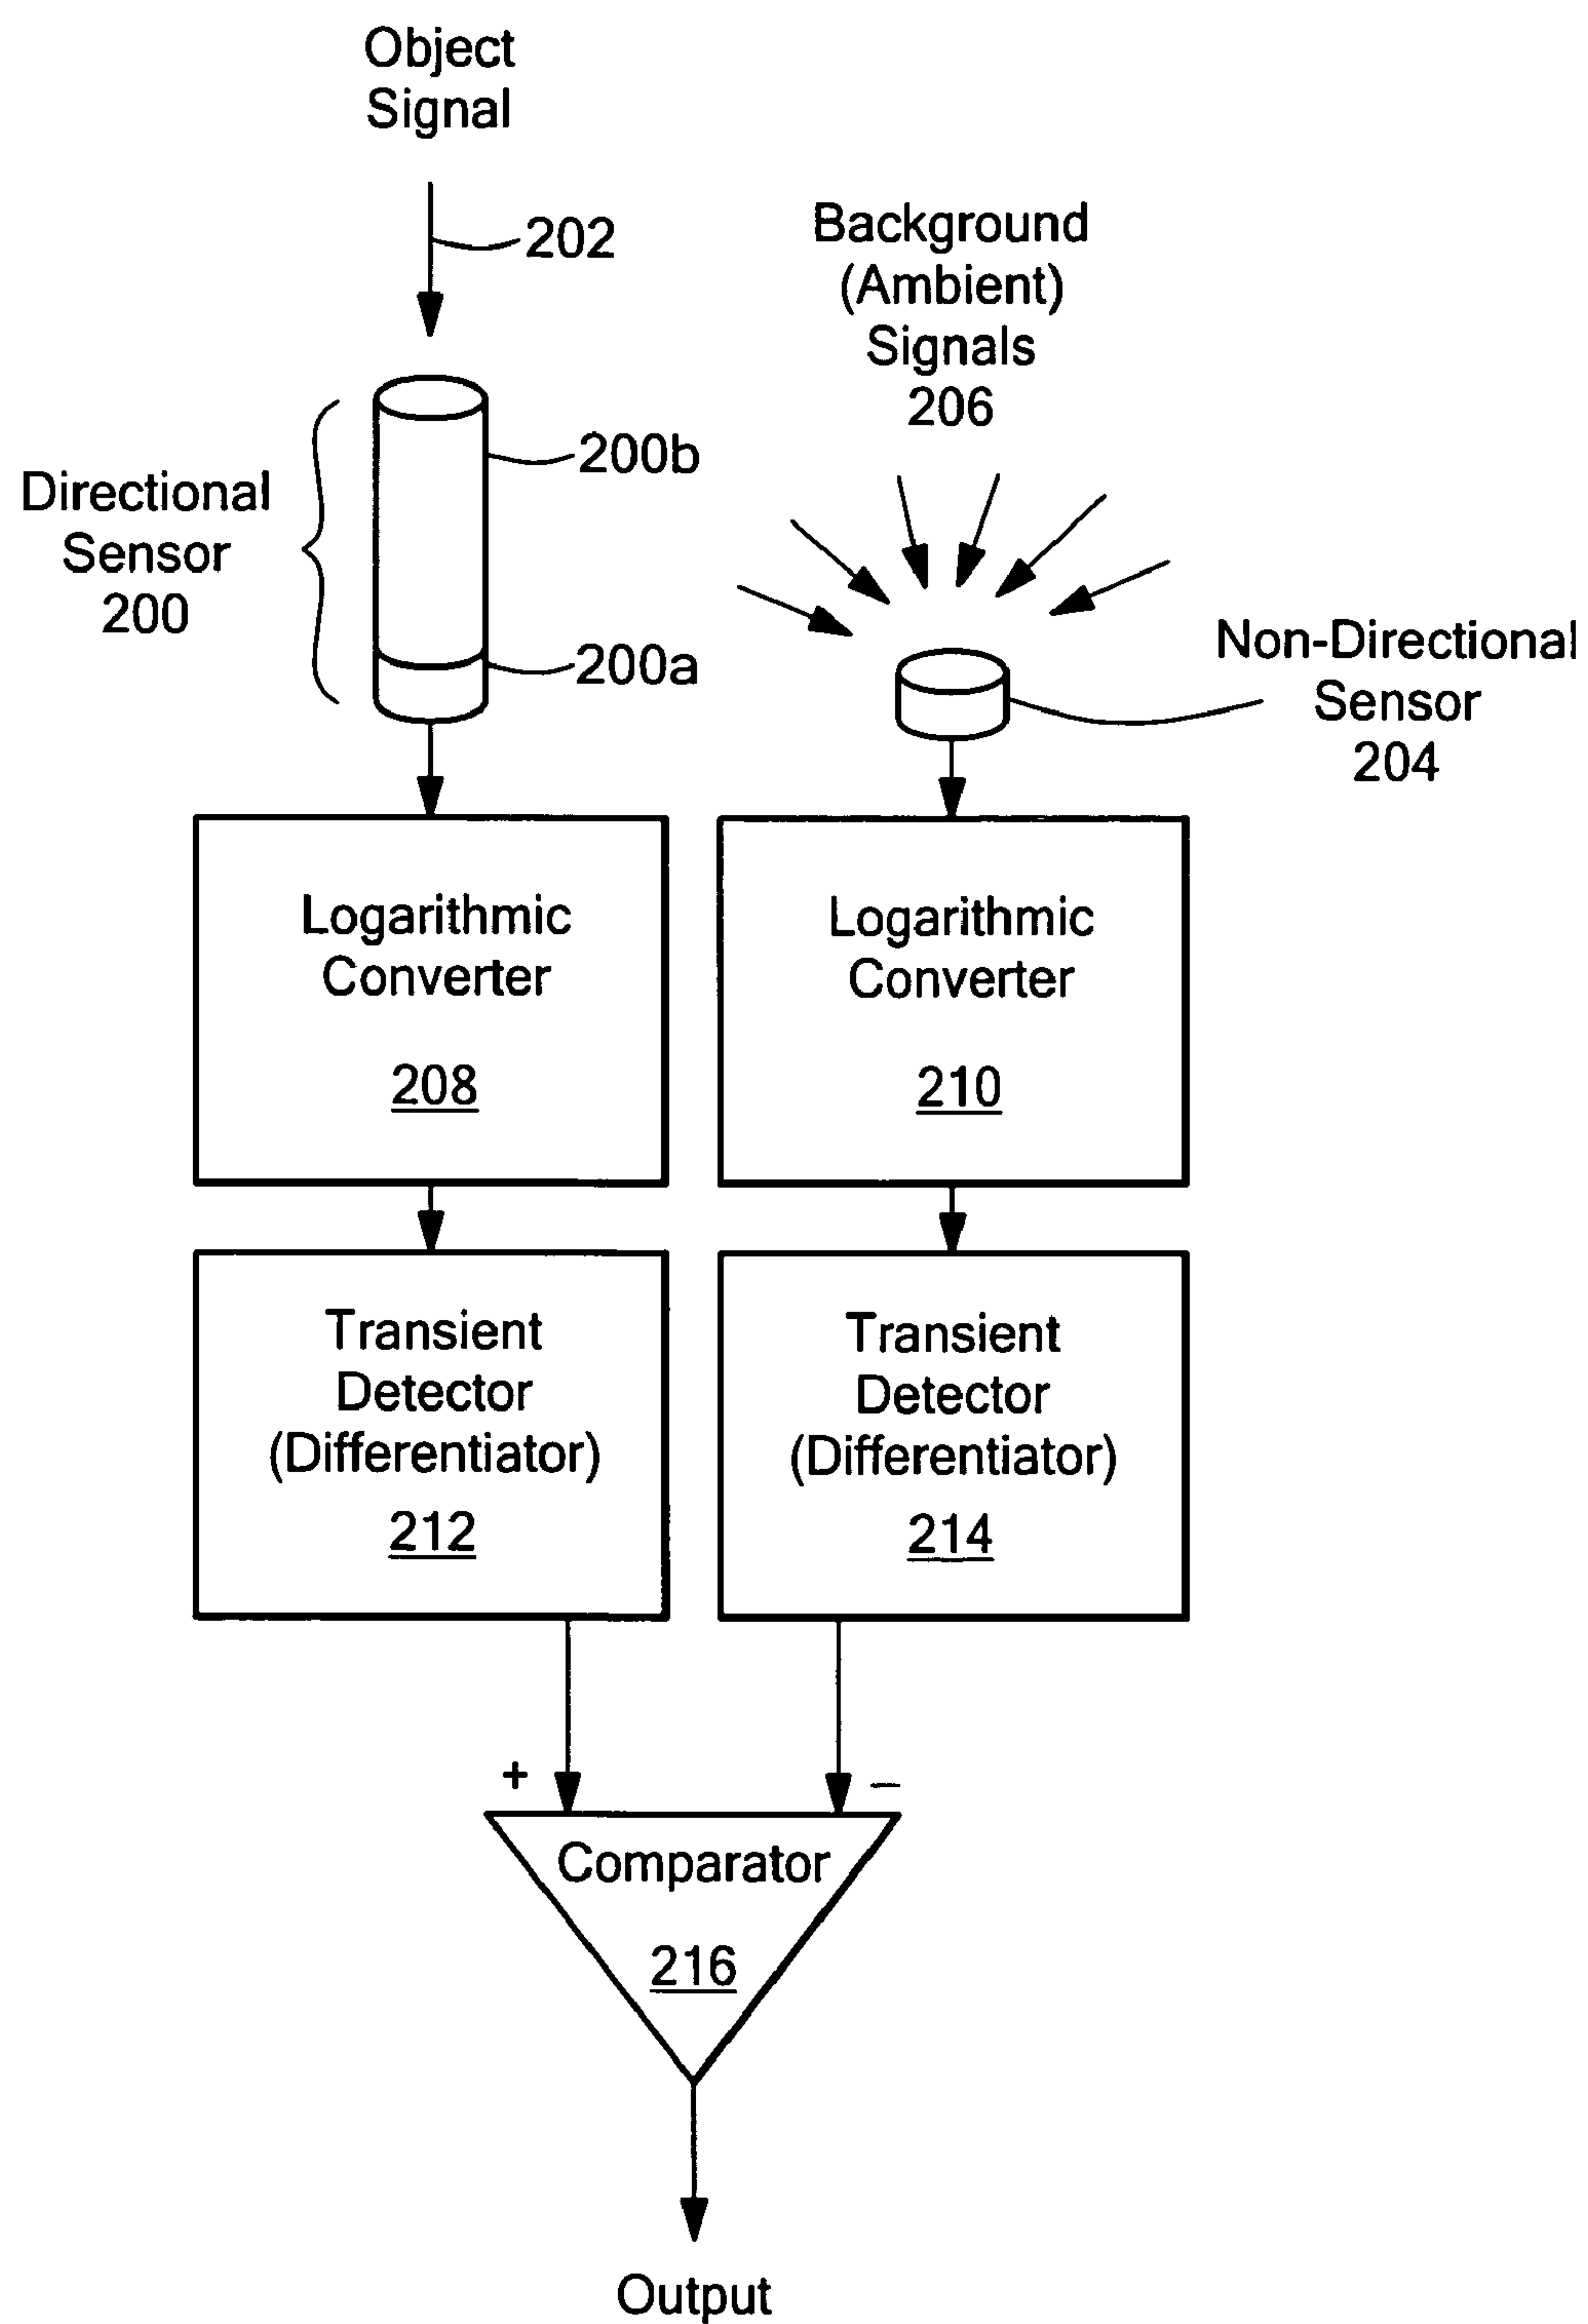 Object
Signal
202
Background
(Ambient)
Signals
206
200b
Directional
Sensor
200
200a
Non-Directional
Sensor
204
Logarithmic
Converter
208
Logarithmic
Converter
210
Transient
Detector
(Differentiator)
212
Transient
Detector
(Differentiator)
214
+
–
Comparator
216
Output